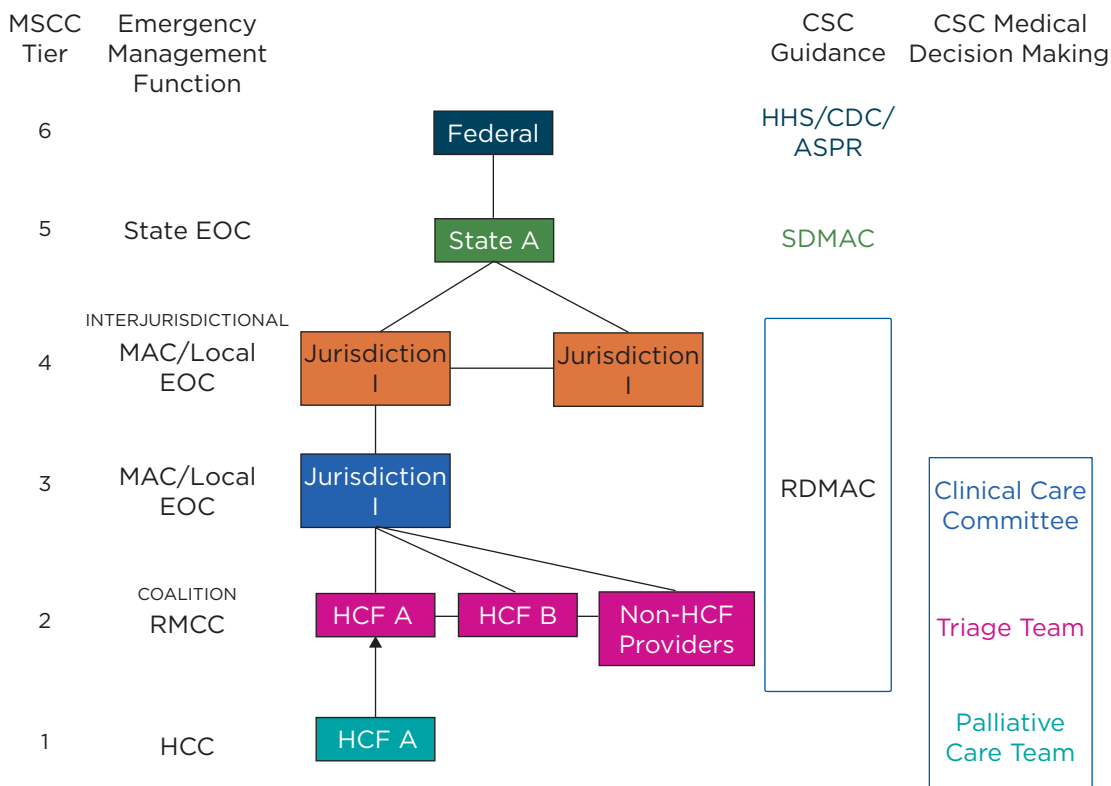 MSCC
Tier
Emergency
Management
Function
CSC
Guidance
CSC Medical
Decision Making
6
Federal
HHS/CDC/
ASPR
5
State EOC
State A
SDMAC
INTERJURISDICTIONAL
4
MAC/Local
EOC
Jurisdiction
I
Jurisdiction
I
3
MAC/Local
EOC
Jurisdiction
I
RDMAC
Clinical Care
Committee
COALITION
2
RMCC
HCF A
HCF B
Non-HCF
Providers
Triage Team
1
HCC
HCF A
Palliative
Care Team